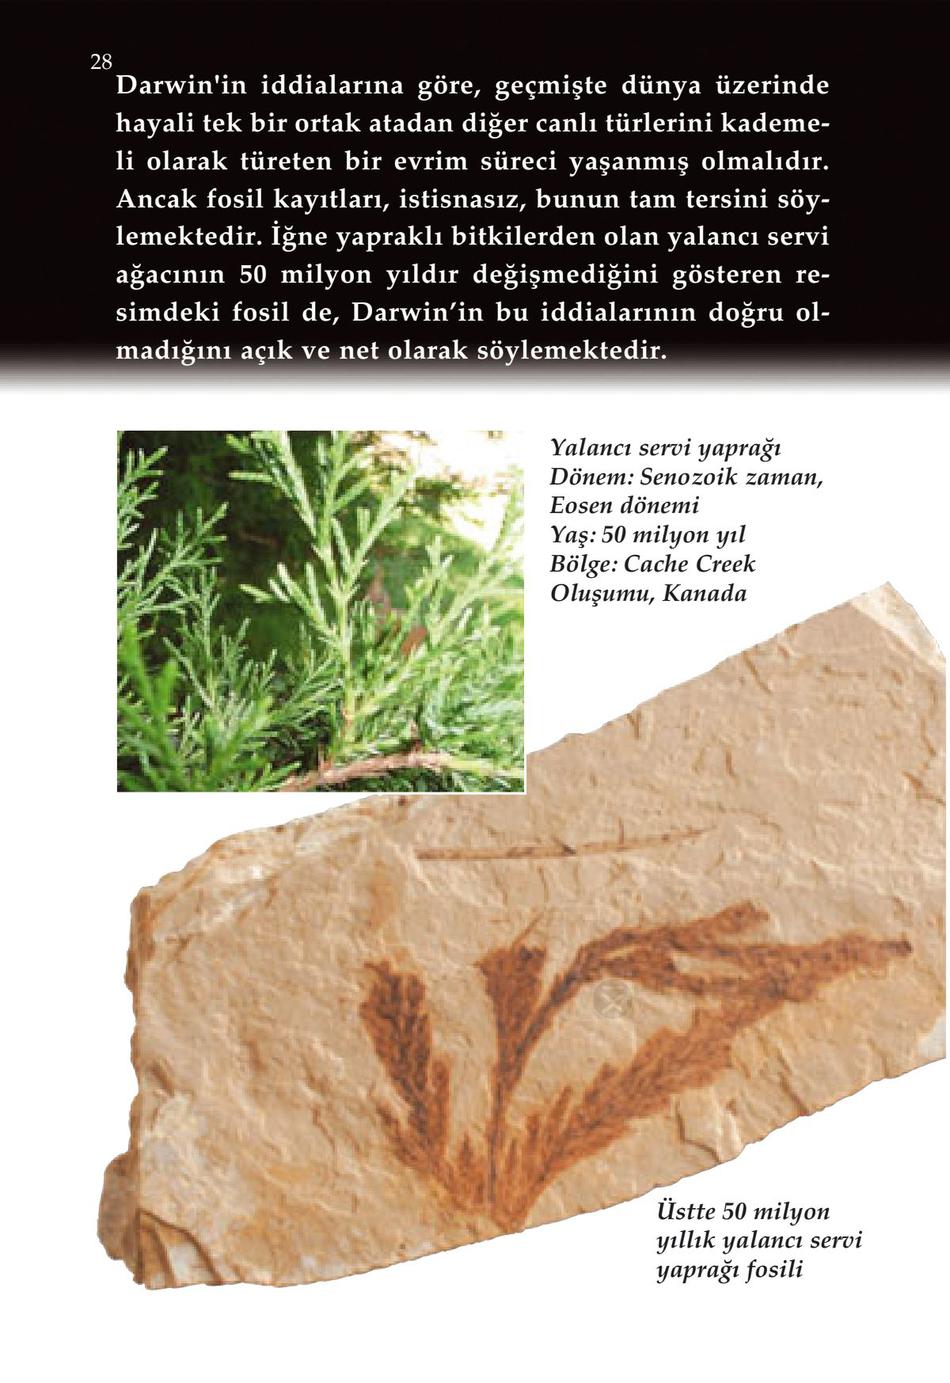 28
Darwin'in iddialarına göre, geçmişte dünya üzerinde
hayali tek bir ortak atadan diğer canlı türlerini kademe-
li olarak türeten bir evrim süreci yaşanmış olmalıdır.
Ancak fosil kayıtları, istisnasız, bunun tam tersini söy-
lemektedir. İğne yapraklı bitkilerden olan yalancı servi
ağacının 50 milyon yıldır değişmediğini gösteren re-
simdeki fosil de, Darwin’in bu iddialarının doğru ol-
madığını açık ve net olarak söylemektedir.
Yalancı servi yaprağı
Dönem: Senozoik zaman,
Eosen dönemi
Yaş: 50 milyon yıl
Bölge: Cache Creek
Oluşumu, Kanada
Üstte 50 milyon
yıllık yalancı servi
yaprağı fosili